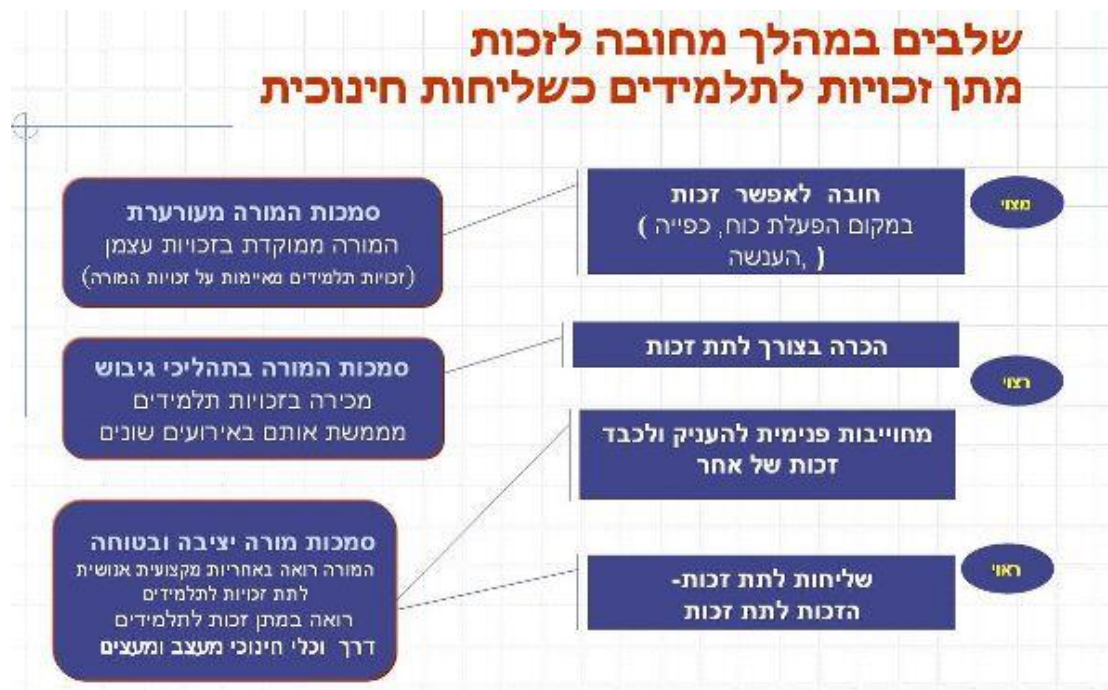 שלבים במהלך מחובה לזכות
מתן זכויות לתלמידים כשליחות חינוכית
מצוי
חובה לאפשר זכות
במקום הפעלת כוח, כפייה )
( ,הענשה
סמכות המורה מעורערת
המורה ממוקדת בזכויות עצמן
(זכויות תלמידים מאיימות על זכויות המורה)
רצוי
הכרה בצורך לתת זכות
סמכות המורה בתהליכי גיבוש
מכירה בזכויות תלמידים
מממשת אותם באירועים שונים
מחוייבות פנימית להעניק ולכבד
זכות של אחר
ראוי
שליחות לתת זכות-
הזכות לתת זכות
סמכות מורה יציבה ובטוחה
המורה רואה באחריות מקצועית אנושית
לתת זכויות לתלמידים
רואה במתן זכות לתלמידים
דרך וכלי חינוכי מעצב ומעצים